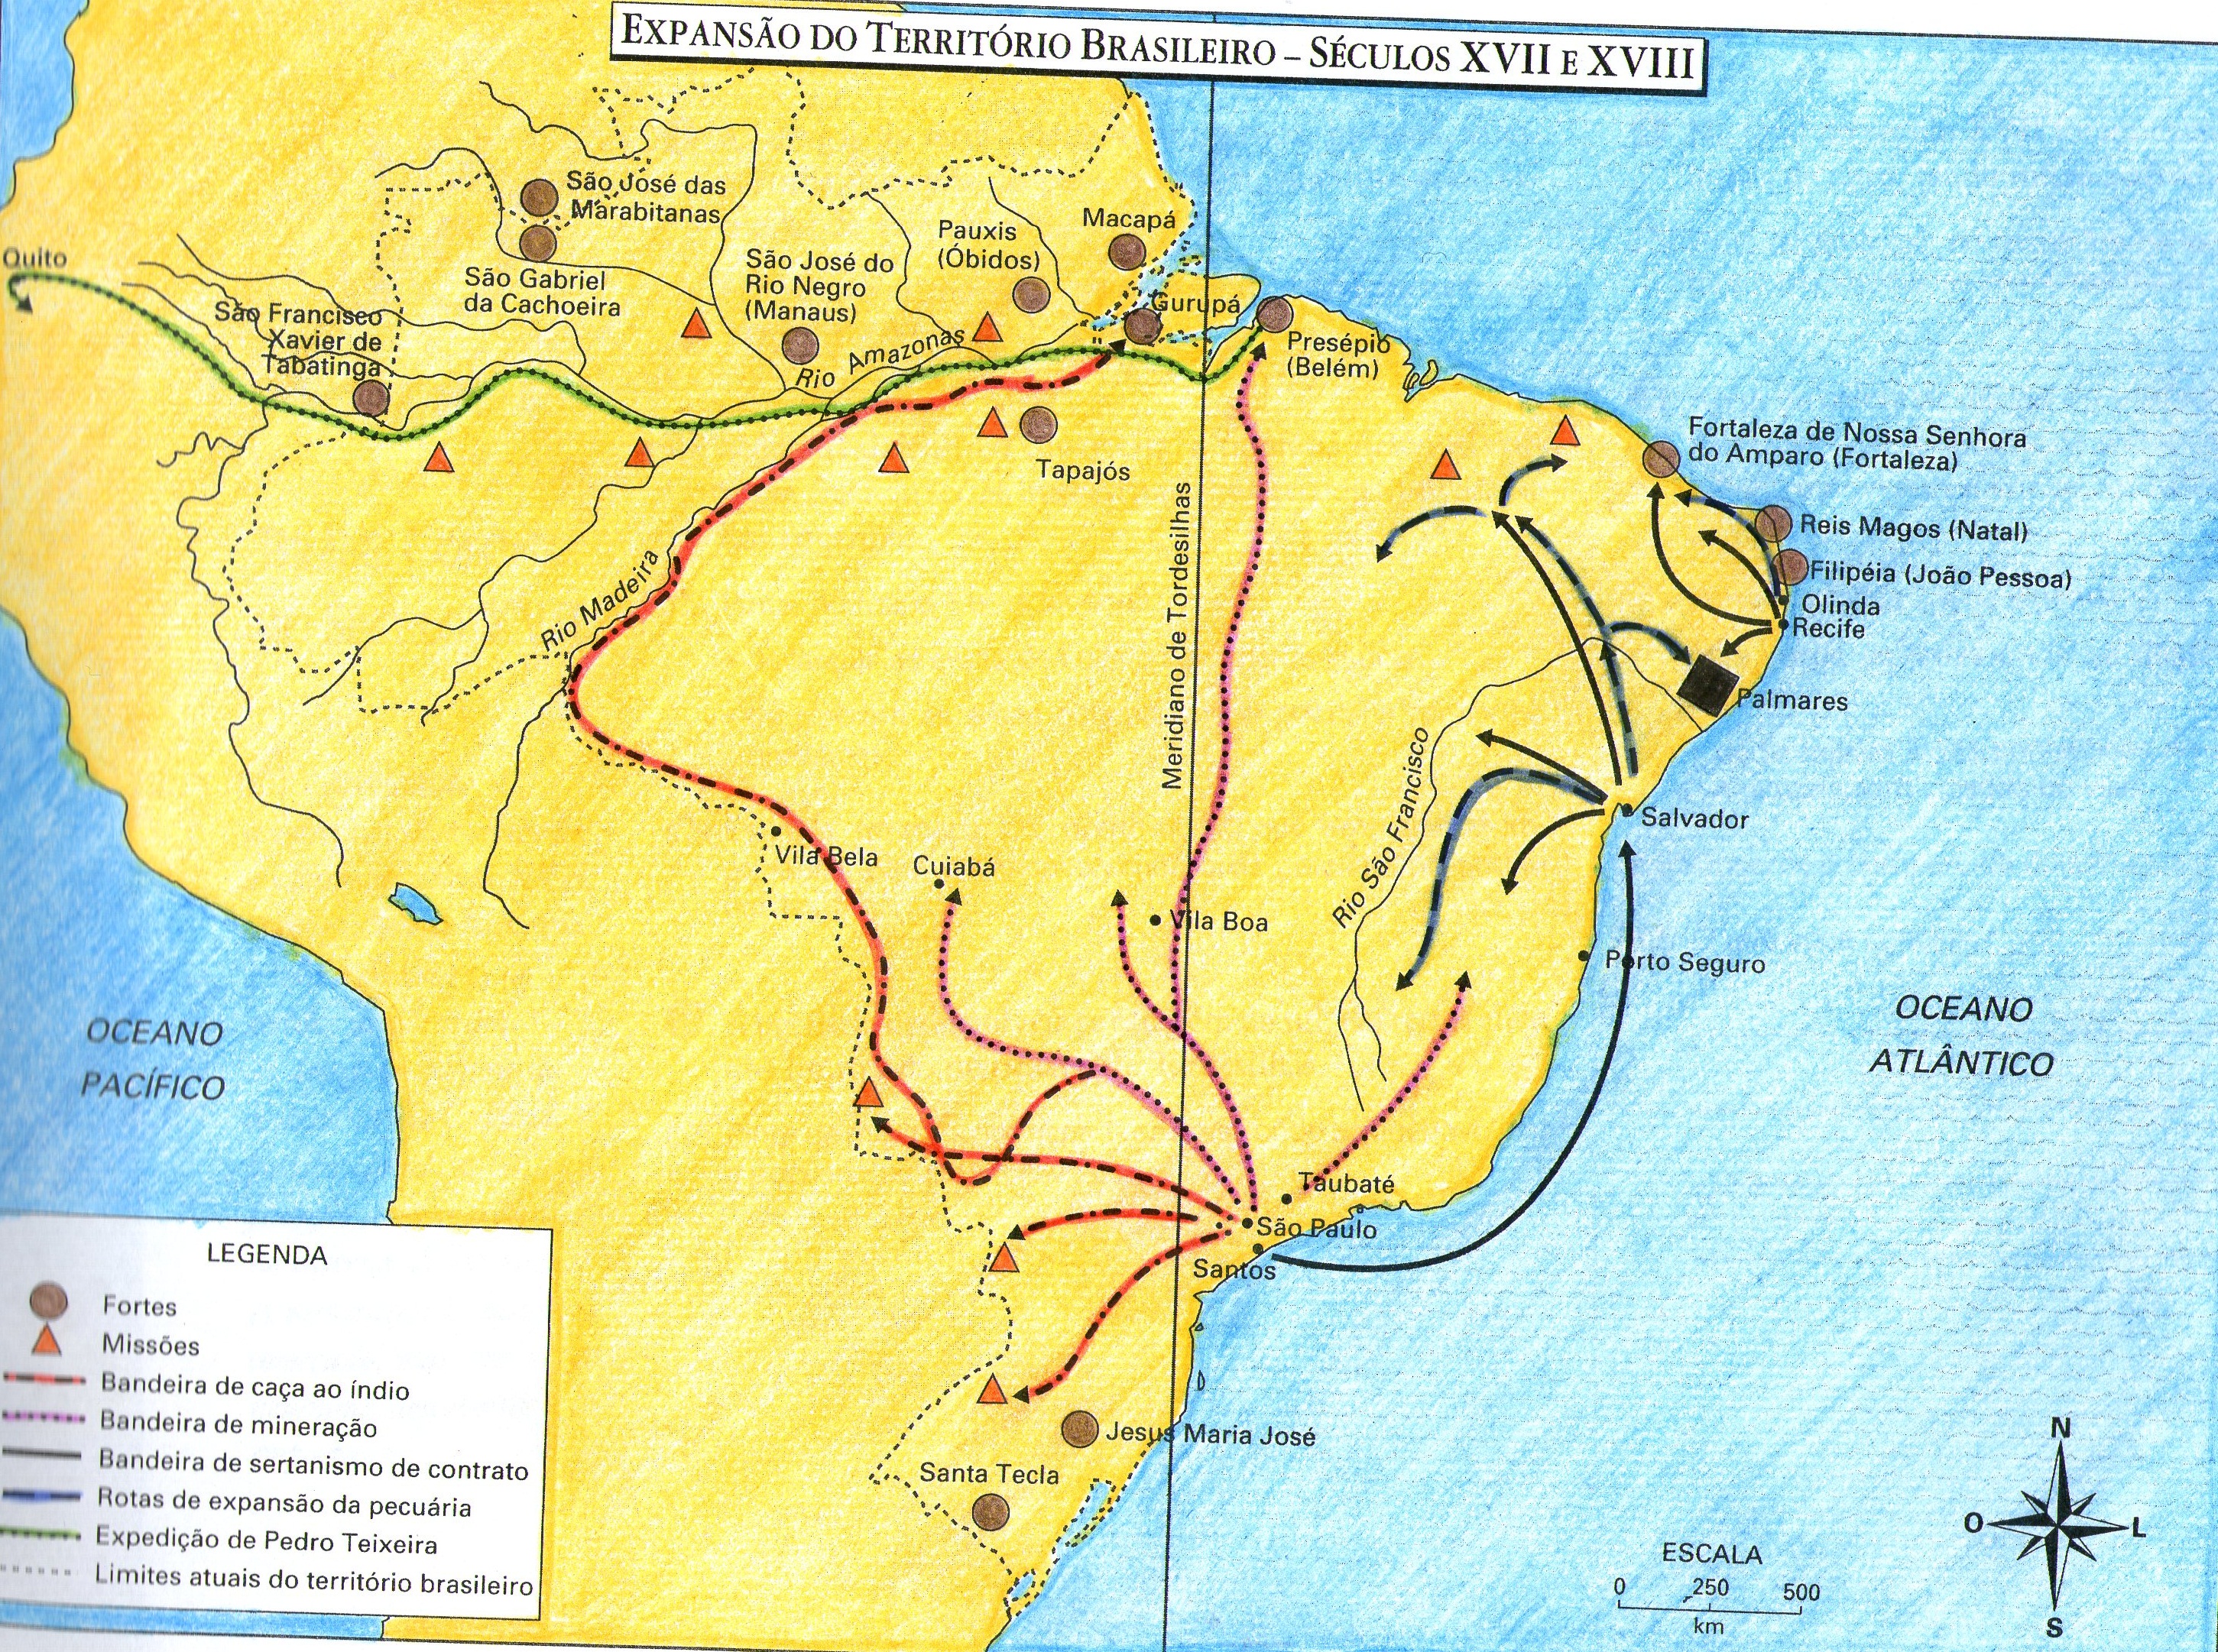 EXPANSÃO DO TERRITÓRIO BRASILEIRO – SÉCULOS XVII E XVIII
São José das
Marabitanas
São Gabriel
da Cachoeira
Quito
São Francisco
Xavier de
Tabatinga
São José do
Rio Negro
(Manaus)
Pauxis
(Óbidos)
Macapá
Gurupá
Presépio
(Belém)
Rio Amazonas
Tapajós
Rio Madeira
Meridiano de Tordesilhas
Fortaleza de Nossa Senhora
do Amparo (Fortaleza)
Reis Magos (Natal)
Filipéia (João Pessoa)
Olinda
Recife
Palmares
Rio São Francisco
Salvador
Vila Bela
Cuiabá
Vila Boa
Porto Seguro
OCEANO
PACÍFICO
OCEANO
ATLÂNTICO
Taubaté
São Paulo
Santos
Jesus Maria José
Santa Tecla
LEGENDA
Fortes
Missões
Bandeira de caça ao índio
Bandeira de mineração
Bandeira de sertanismo de contrato
Rotas de expansão da pecuária
Expedição de Pedro Teixeira
Limites atuais do território brasileiro
N
O
L
S
ESCALA
0 250 500
km